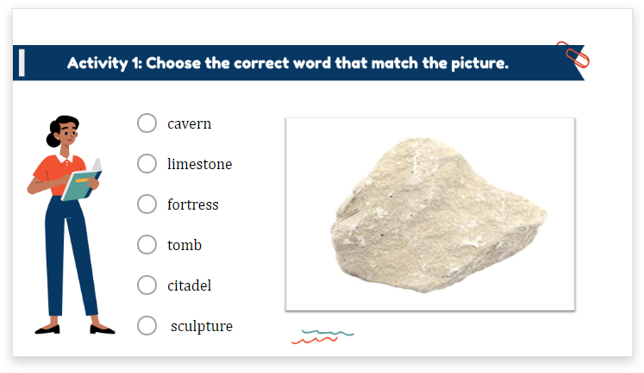 Activity 1: Choose the correct word that match the picture.
cavern
limestone
fortress
tomb
citadel
sculpture